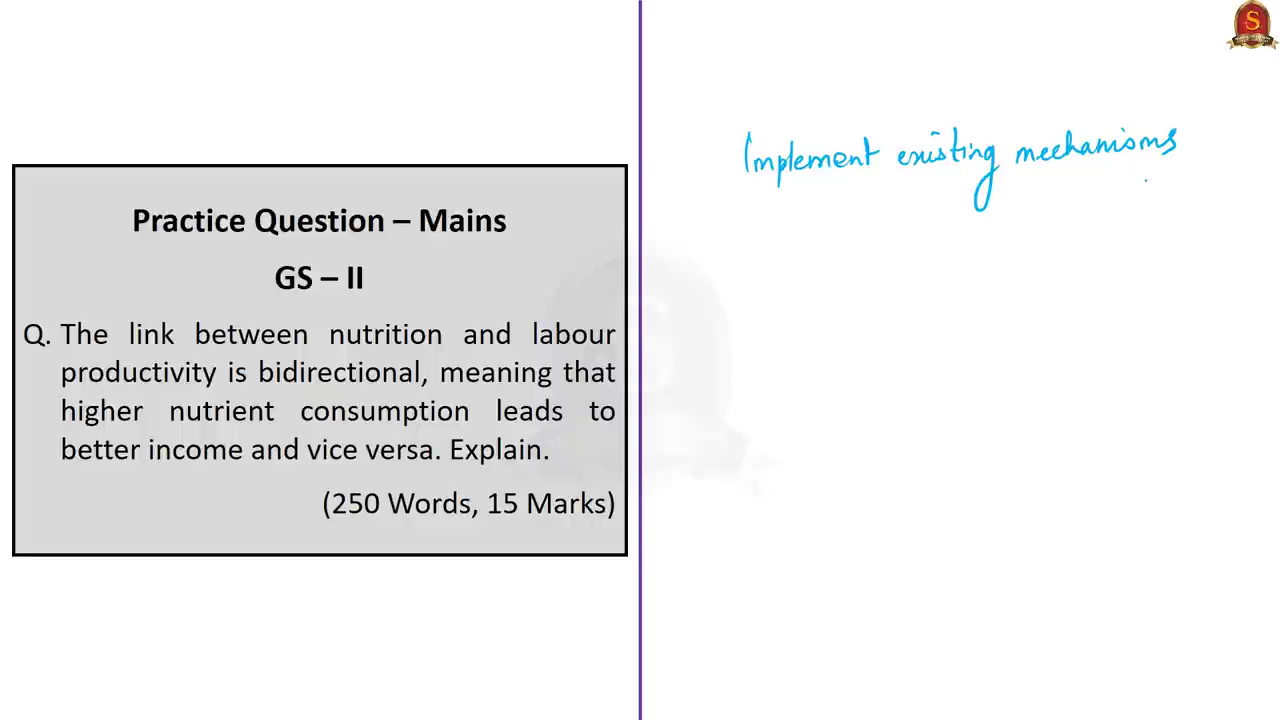 Practice Question – Mains
GS – II
Q. The link between nutrition and labour
productivity is bidirectional, meaning that
higher nutrient consumption leads to
better income and vice versa. Explain.
(250 Words, 15 Marks)
Implement existing mechanisms
S